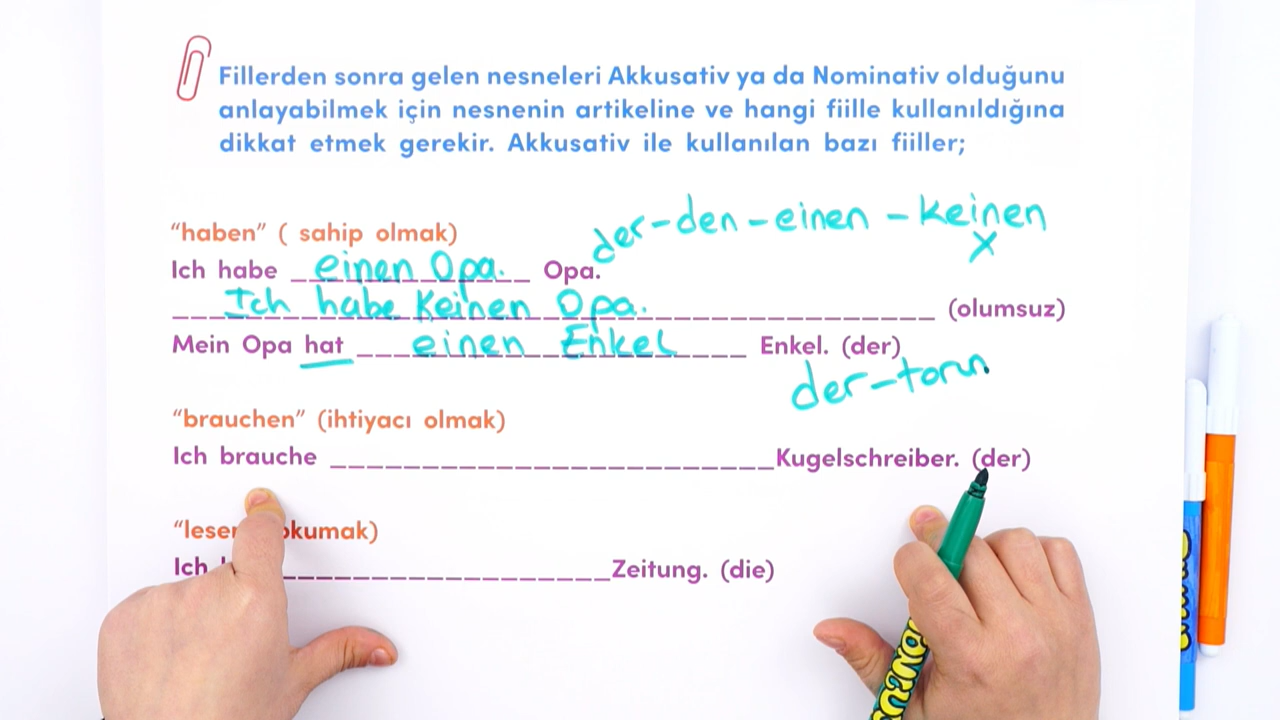 Fillerden sonra gelen nesneleri Akkusativ ya da Nominativ olduğunu
anlayabilmek için nesnenin artikeline ve hangi fiille kullanıldığına
dikkat etmek gerekir. Akkusativ ile kullanılan bazı fiiller;
der-den-einen-keinen
x
"haben" ( sahip olmak)
Ich habe einen Opa. Opa.
Ich habe Keinen Opa. (olumsuz)
Mein Opa hat einen Enkel Enkel. (der)
der-torun
"brauchen" (ihtiyacı olmak)
Ich brauche ____________________Kugelschreiber. (der)
okumak)
Ich ____________________Zeitung. (die)